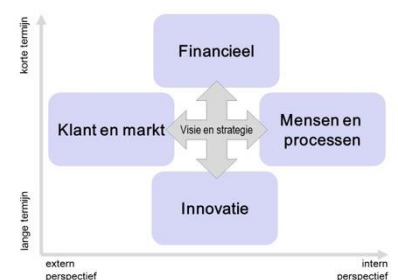 korte termijn
Financieel
Klant en markt
Visie en strategie
Mensen en
processen
Innovatie
lange termijn
extern
perspectief
intern
perspectief